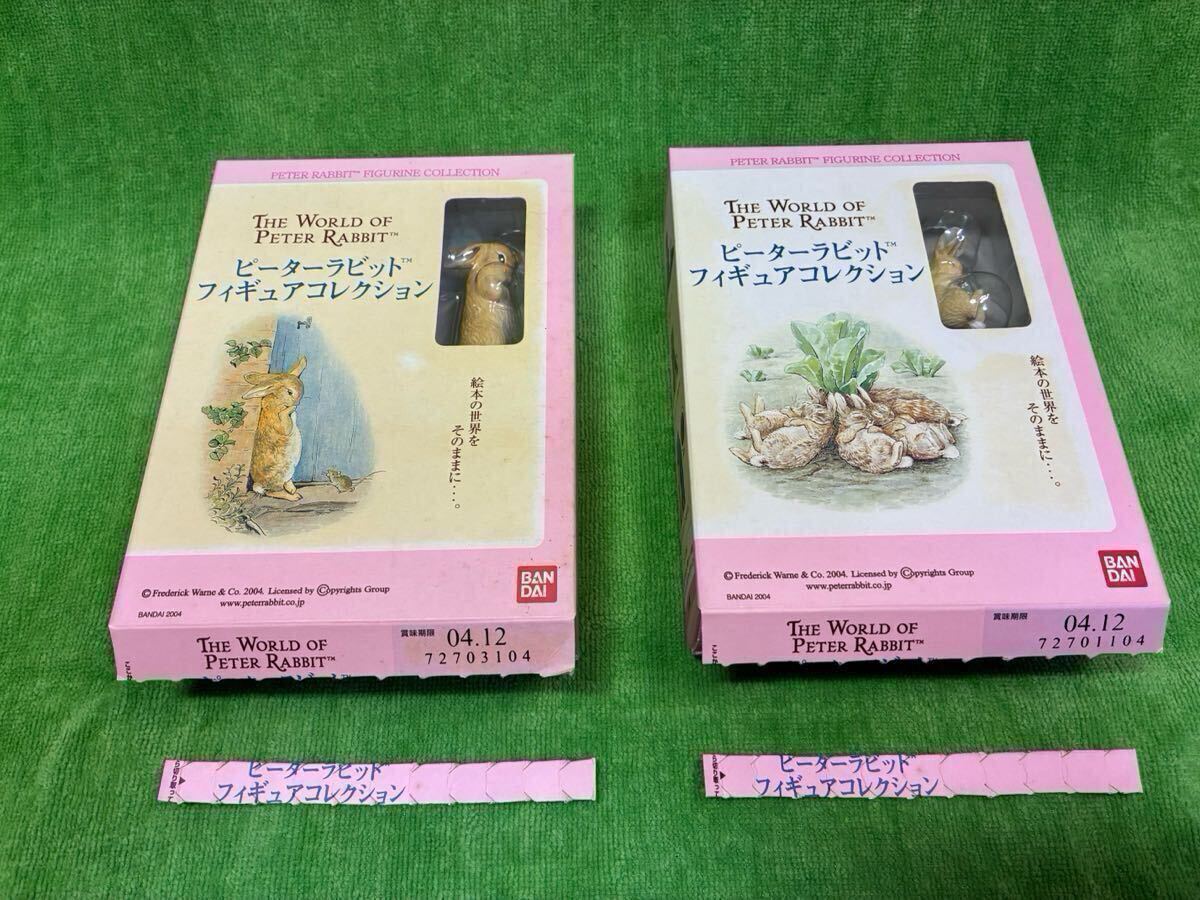 PETER RABBIT™ FIGURINE COLLECTION
THE WORLD OF
PETER RABBIT™
ピーターラビット™
フィギュアコレクション
絵本の世界を
そのままに・・・。
© Frederick Warne & Co. 2004. Licensed by ©opyrights Group
www.peterrabbit.co.jp
BANDAI 2004
BAN
DAI
THE WORLD OF
PETER RABBIT™
賞味期限 04.12
72703104
ピーターラビット™
フィギュアコレクション
PETER RABBIT™ FIGURINE COLLECTION
THE WORLD OF
PETER RABBIT™
ピーターラビット™
フィギュアコレクション
絵本の世界を
そのままに・・・。
© Frederick Warne & Co. 2004. Licensed by ©opyrights Group
www.peterrabbit.co.jp
BANDAI 2004
BAN
DAI
THE WORLD OF
PETER RABBIT™
賞味期限 04.12
72701104
ピーターラビット™
フィギュアコレクション